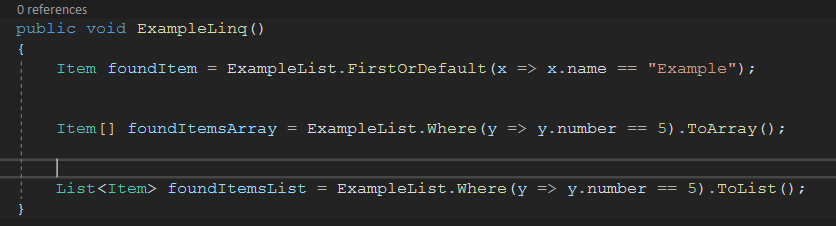 0 references
public void ExampleLinq()
{
Item foundItem = ExampleList.FirstOrDefault(x => x.name == "Example");
Item[] foundItemsArray = ExampleList.Where(y => y.number == 5).ToArray();
List<Item> foundItemsList = ExampleList.Where(y => y.number == 5).ToList();
}